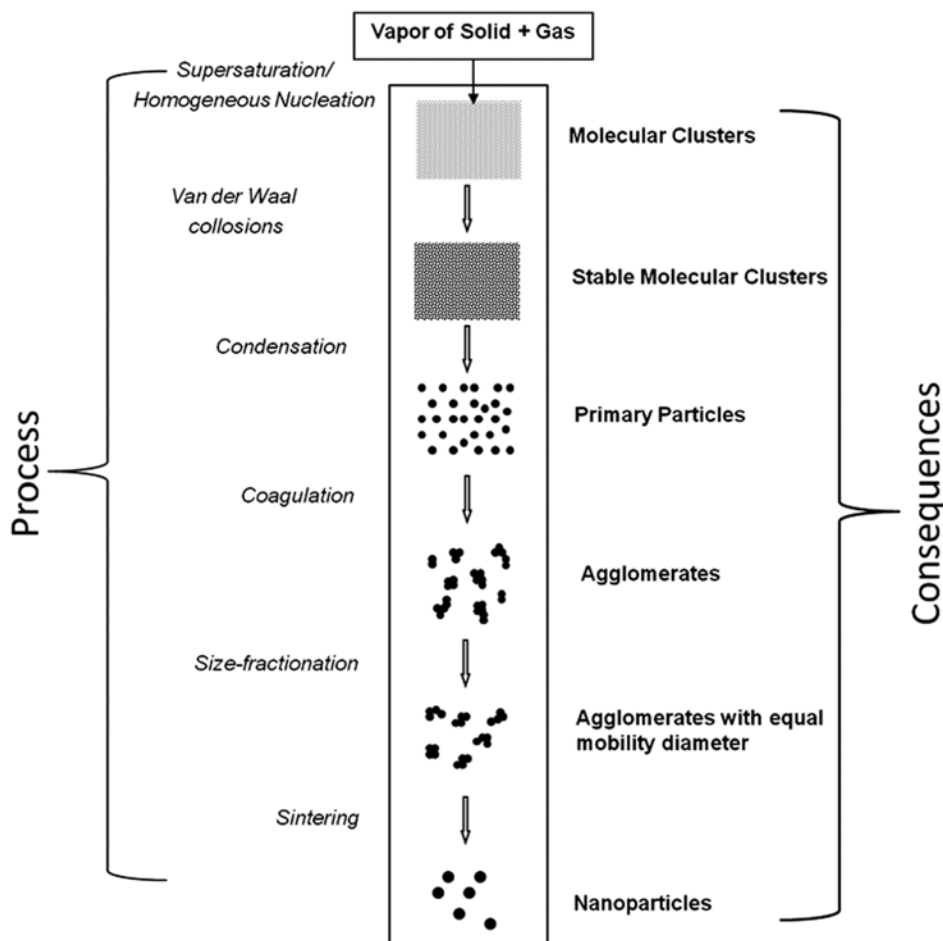 Vapor of Solid + Gas
Supersaturation/
Homogeneous Nucleation
Molecular Clusters
Van der Waal
collosions
Stable Molecular Clusters
Condensation
Primary Particles
Process
Consequences
Coagulation
Agglomerates
Size-fractionation
Agglomerates with equal
mobility diameter
Sintering
Nanoparticles